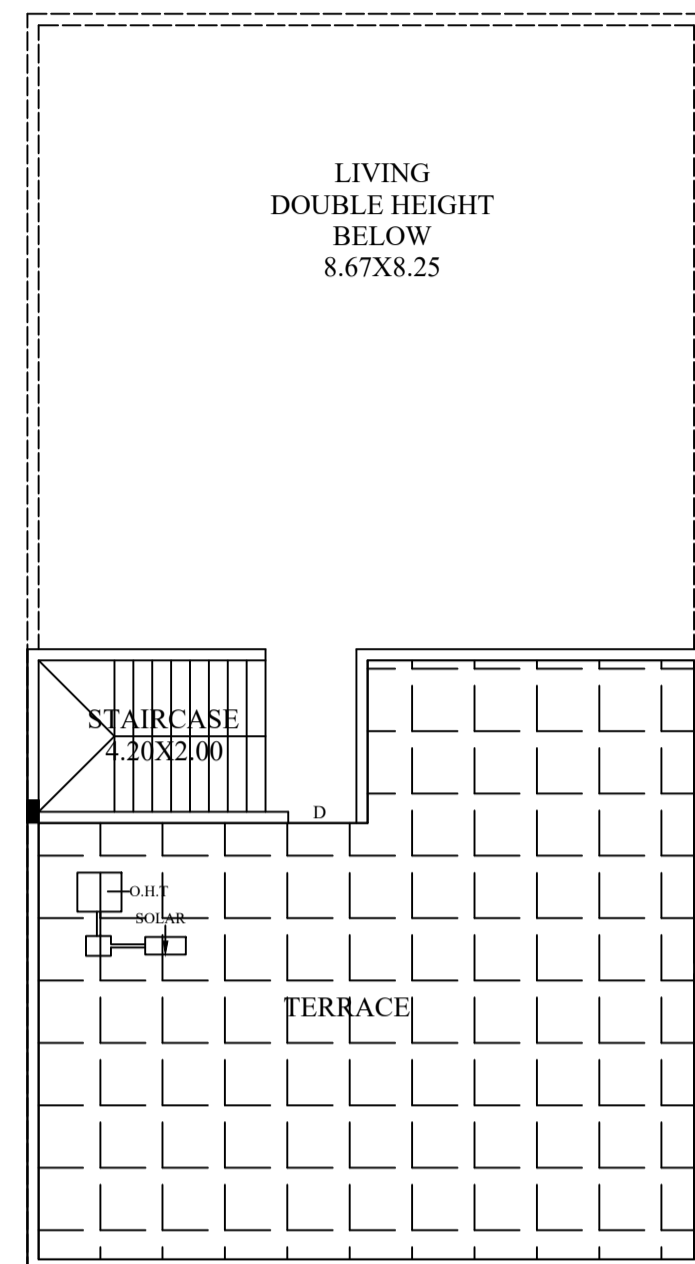 LIVING
DOUBLE HEIGHT
BELOW
8.67X8.25
STAIRCASE
4.20X2.00
D
O.H.T
SOLAR
TERRACE